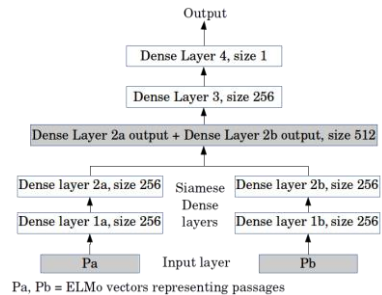 Output
Dense Layer 4, size 1
Dense Layer 3, size 256
Dense Layer 2a output + Dense Layer 2b output, size 512
Dense layer 2a, size 256
Siamese
Dense
layers
Dense layer 2b, size 256
Dense layer 1a, size 256
Dense layer 1b, size 256
Pa
Input layer
Pb
Pa, Pb = ELMo vectors representing passages